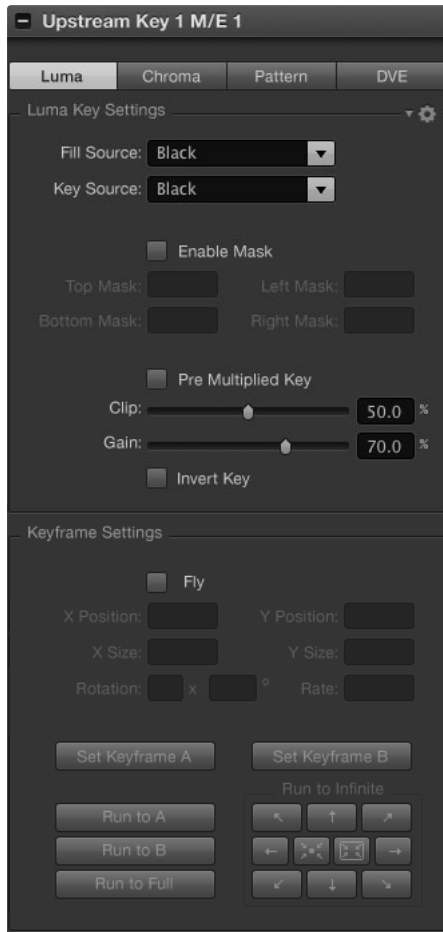 Upstream Key 1 M/E 1
Luma Chroma Pattern DVE
Luma Key Settings
Fill Source: Black
Key Source: Black
Enable Mask
Top Mask: Left Mask:
Bottom Mask: Right Mask:
Pre Multiplied Key
Clip: 50.0 %
Gain: 70.0 %
Invert Key
Keyframe Settings
Fly
X Position: Y Position:
X Size: Y Size:
Rotation: x ° Rate:
Set Keyframe A Set Keyframe B
Run to Infinite
Run to A
Run to B
Run to Full